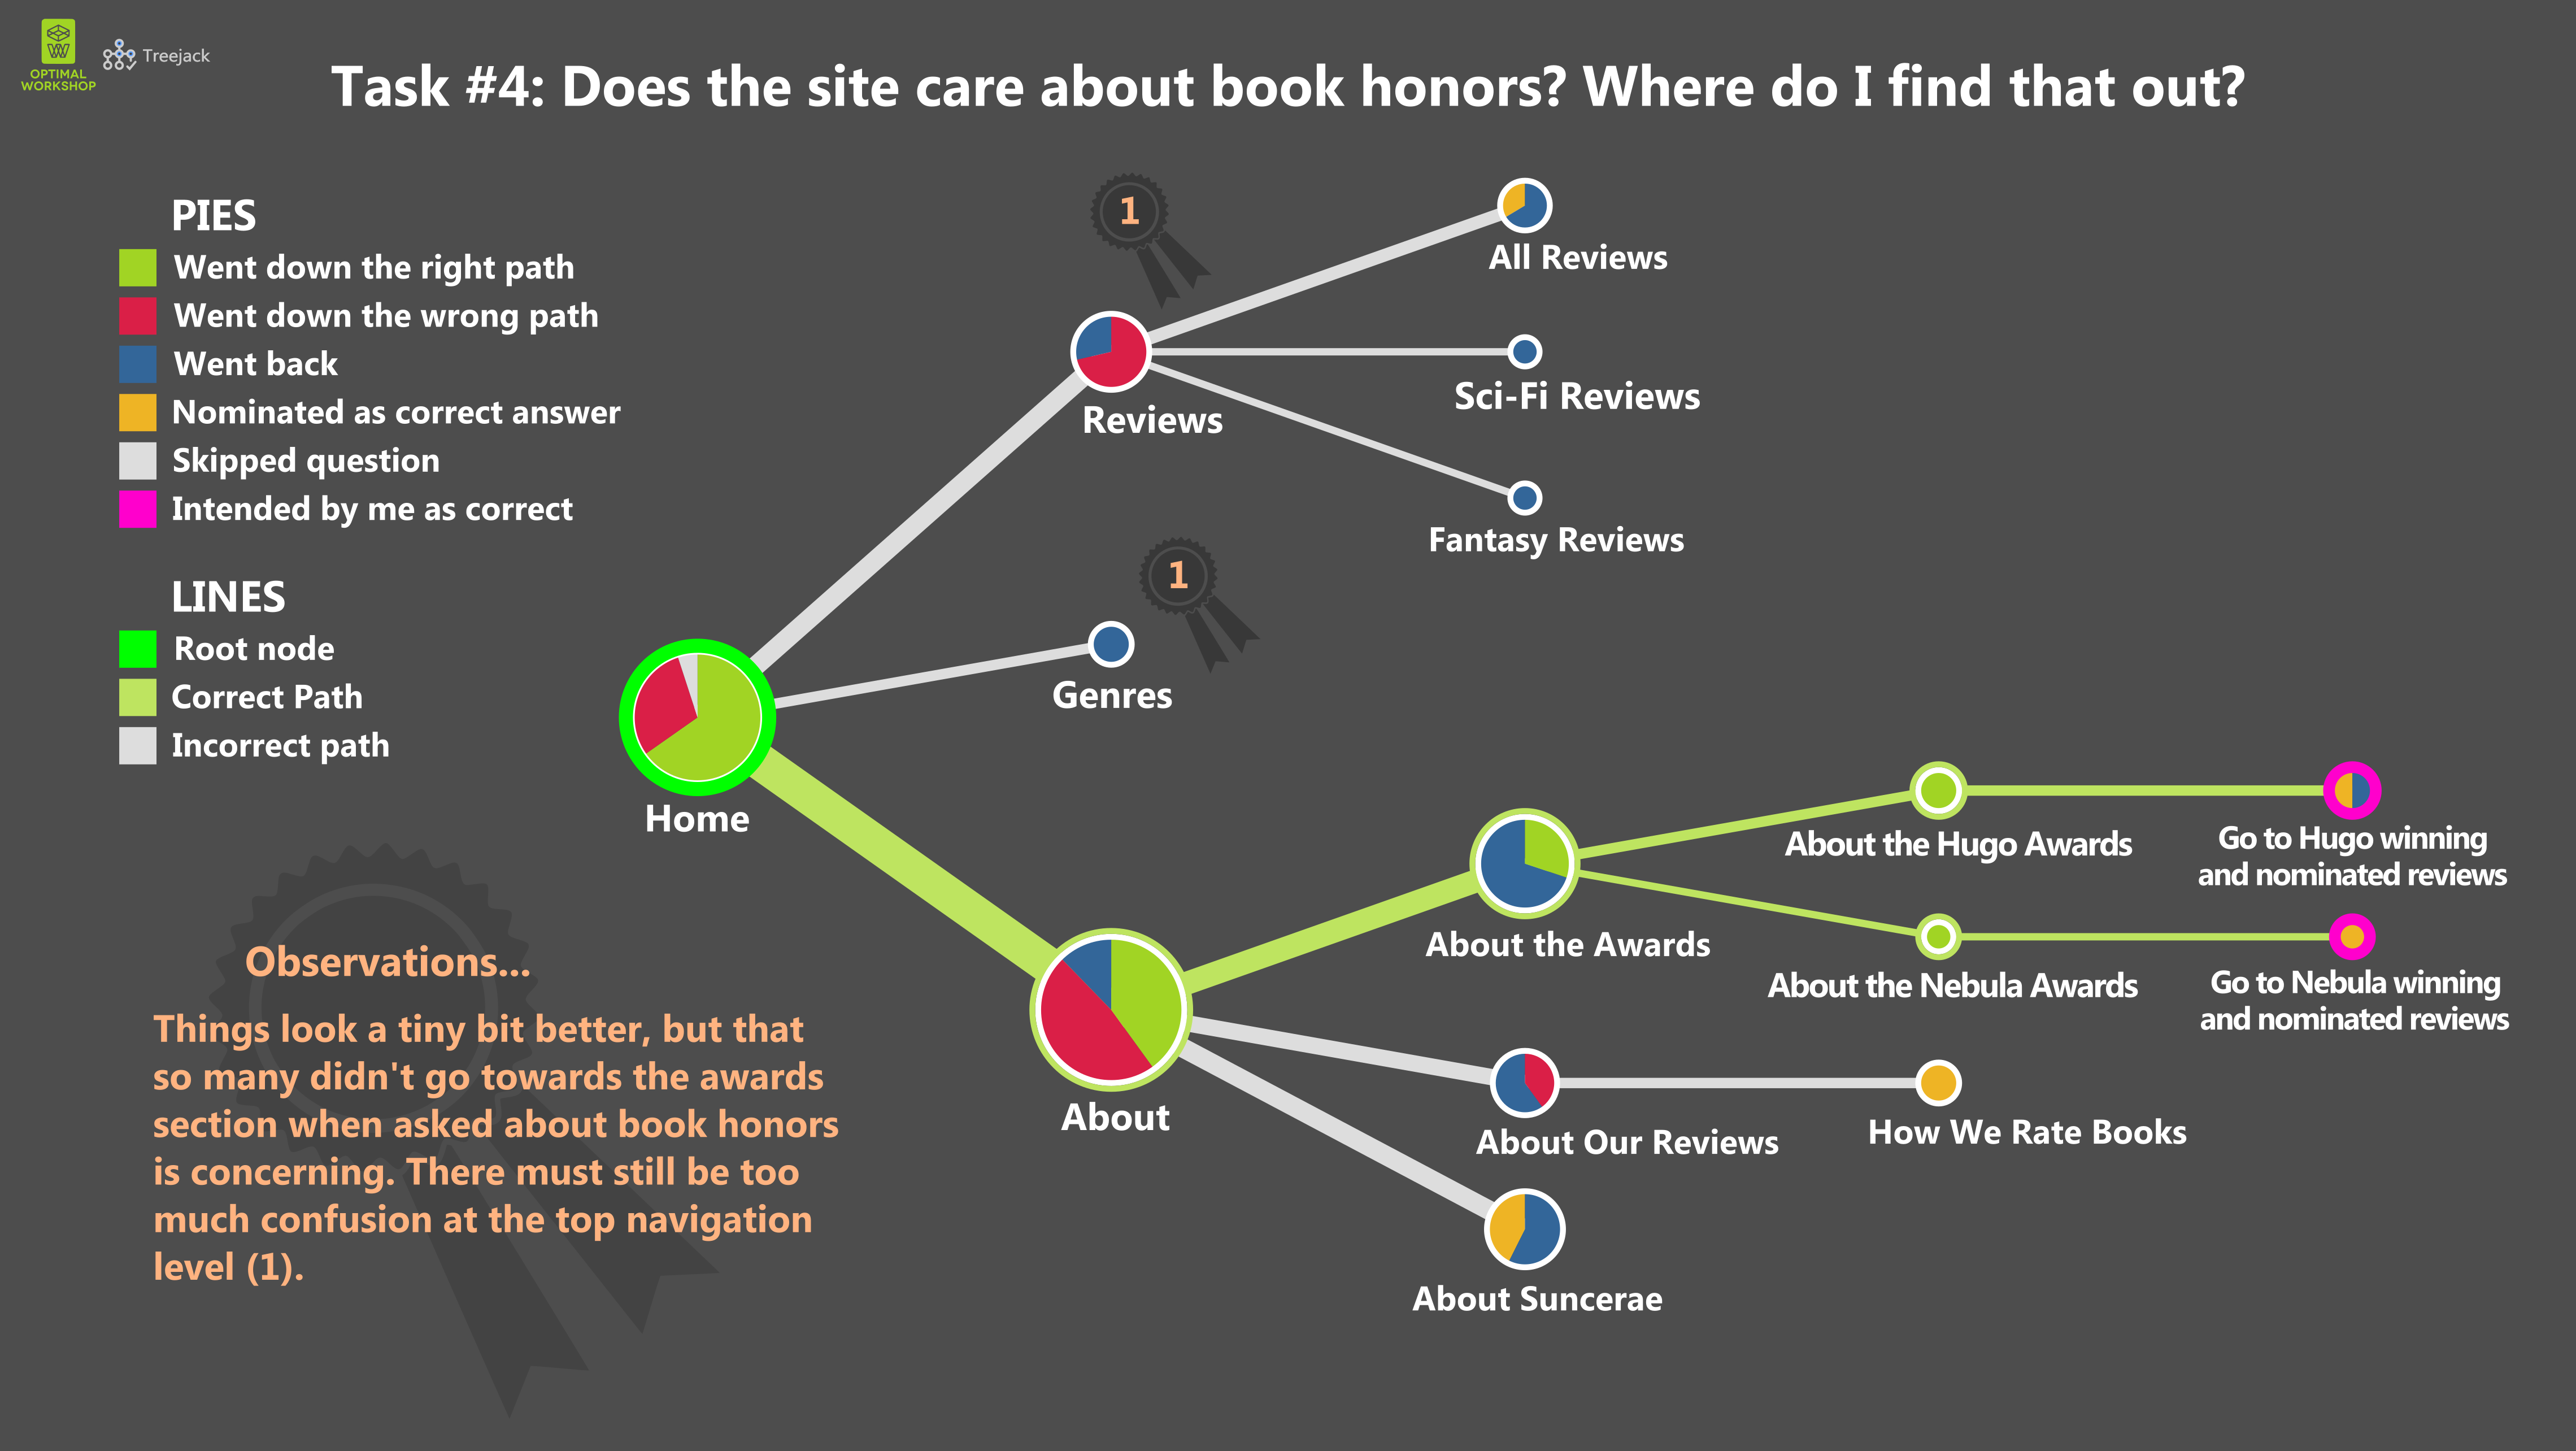 OPTIMAL
WORKSHOP
Treejack
Task #4: Does the site care about book honors? Where do I find that out?
PIES
Went down the right path
Went down the wrong path
Went back
Nominated as correct answer
Skipped question
Intended by me as correct
LINES
Root node
Correct Path
Incorrect path
1
All Reviews
Reviews
Sci-Fi Reviews
Fantasy Reviews
1
Genres
Home
About the Hugo Awards
Go to Hugo winning
and nominated reviews
About the Awards
About the Nebula Awards
Go to Nebula winning
and nominated reviews
About
About Our Reviews
How We Rate Books
About Suncerae
Observations...
Things look a tiny bit better, but that
so many didn't go towards the awards
section when asked about book honors
is concerning. There must still be too
much confusion at the top navigation
level (1).